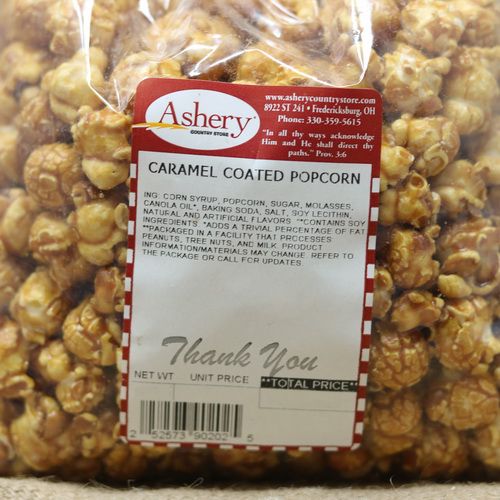 Ashery
COUNTRY STORE
www.asherycountrystore.com
8922 ST 241 • Fredericksburg, OH
Phone: 330-359-5615
"In all thy ways acknowledge
Him and He shall direct thy
paths." Prov. 3:6
CARAMEL COATED POPCORN
ING: CORN SYRUP, POPCORN, SUGAR, MOLASSES,
CANOLA OIL*, BAKING SODA, SALT, SOY LECITHIN,
NATURAL AND ARTIFICIAL FLAVORS. **CONTAINS SOY
INGREDIENTS. *ADDS A TRIVIAL PERCENTAGE OF FAT
**PACKAGED IN A FACILITY THAT PROCESSES
PEANUTS, TREE NUTS, AND MILK. PRODUCT
INFORMATION/MATERIALS MAY CHANGE. REFER TO
THE PACKAGE OR CALL FOR UPDATES.
Thank You
NET WT UNIT PRICE **TOTAL PRICE**
2 52573 90202 5